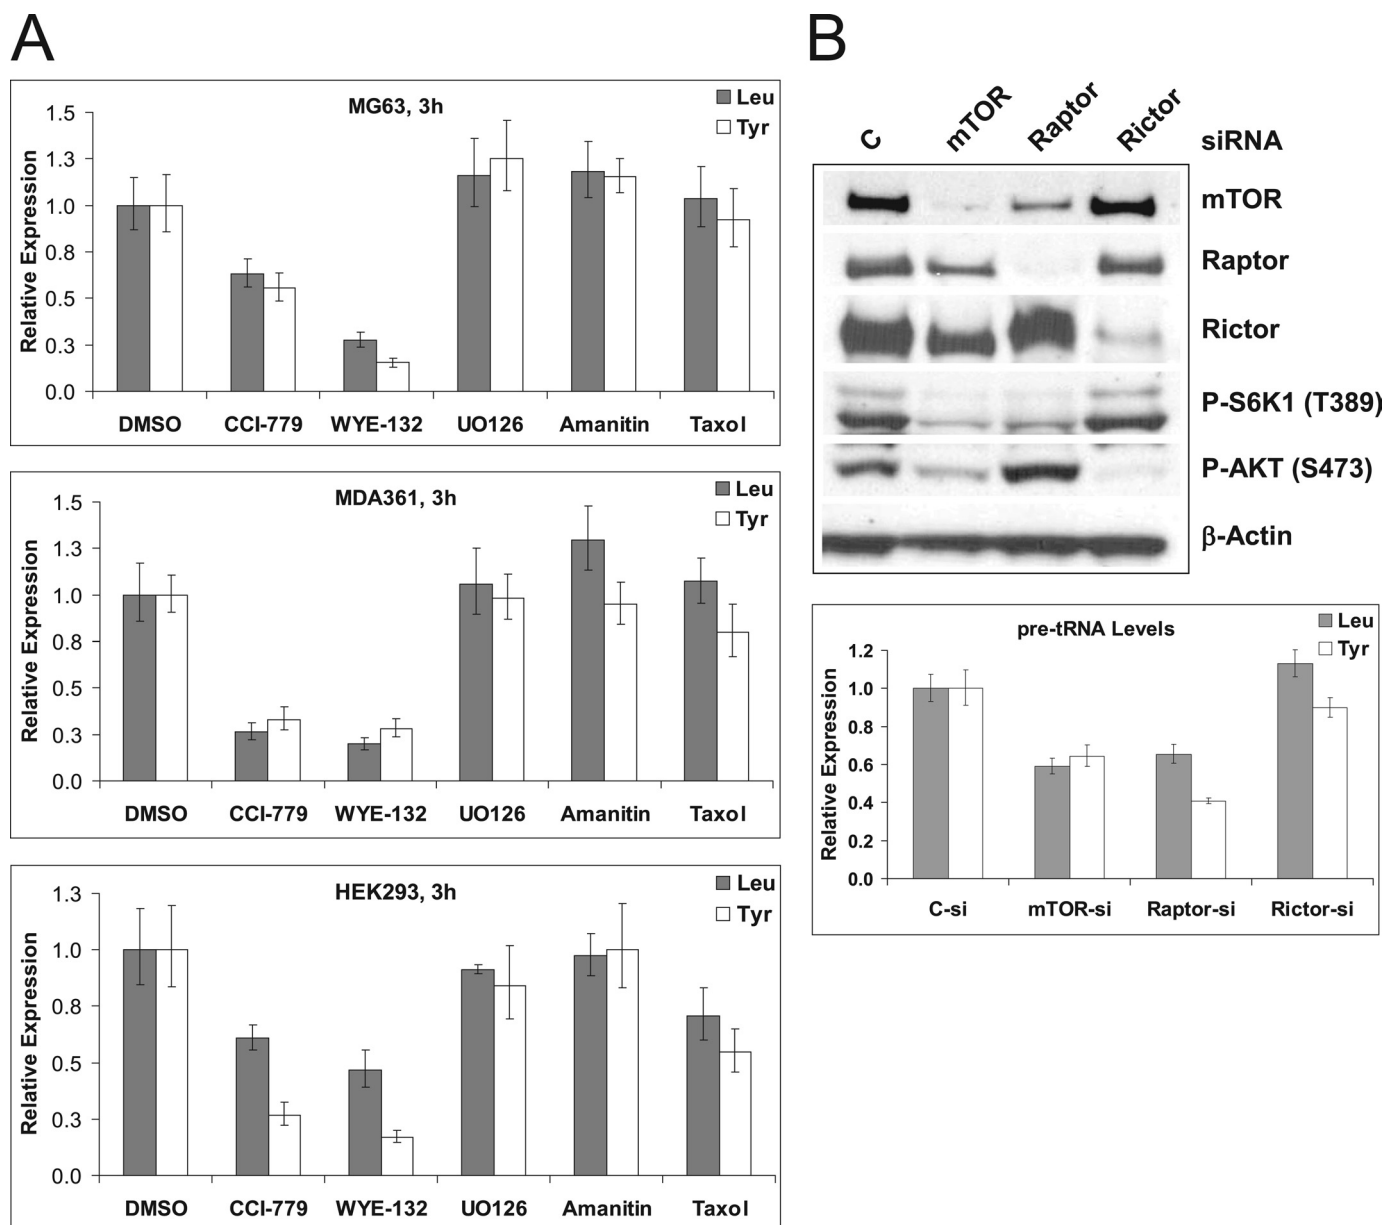 A
MG63, 3h
Leu
Tyr
Relative Expression
1.5
1.3
1.0
0.8
0.5
0.3
0.0
DMSO CCI-779 WYE-132 UO126 Amanitin Taxol
MDA361, 3h
Leu
Tyr
Relative Expression
1.5
1.3
1.0
0.8
0.5
0.3
0.0
DMSO CCI-779 WYE-132 UO126 Amanitin Taxol
HEK293, 3h
Leu
Tyr
Relative Expression
1.3
1.0
0.8
0.5
0.3
0.0
DMSO CCI-779 WYE-132 UO126 Amanitin Taxol
B
C mTOR Raptor Rictor siRNA
mTOR
Raptor
Rictor
P-S6K1 (T389)
P-AKT (S473)
β-Actin
pre-tRNA Levels
Leu
Tyr
Relative Expression
1.2
1.0
0.8
0.6
0.4
0.2
0.0
C-si mTOR-si Raptor-si Rictor-si